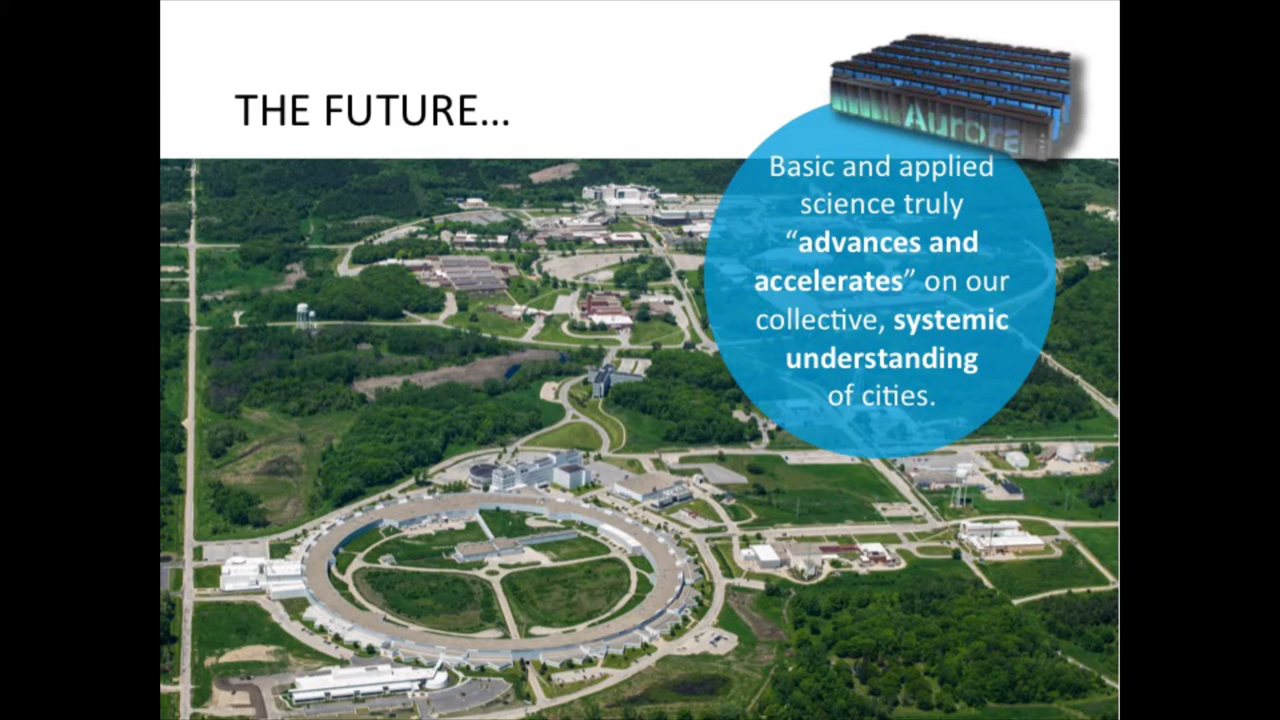 THE FUTURE...
Aurora
Basic and applied
science truly
“advances and
accelerates” on our
collective, systemic
understanding
of cities.